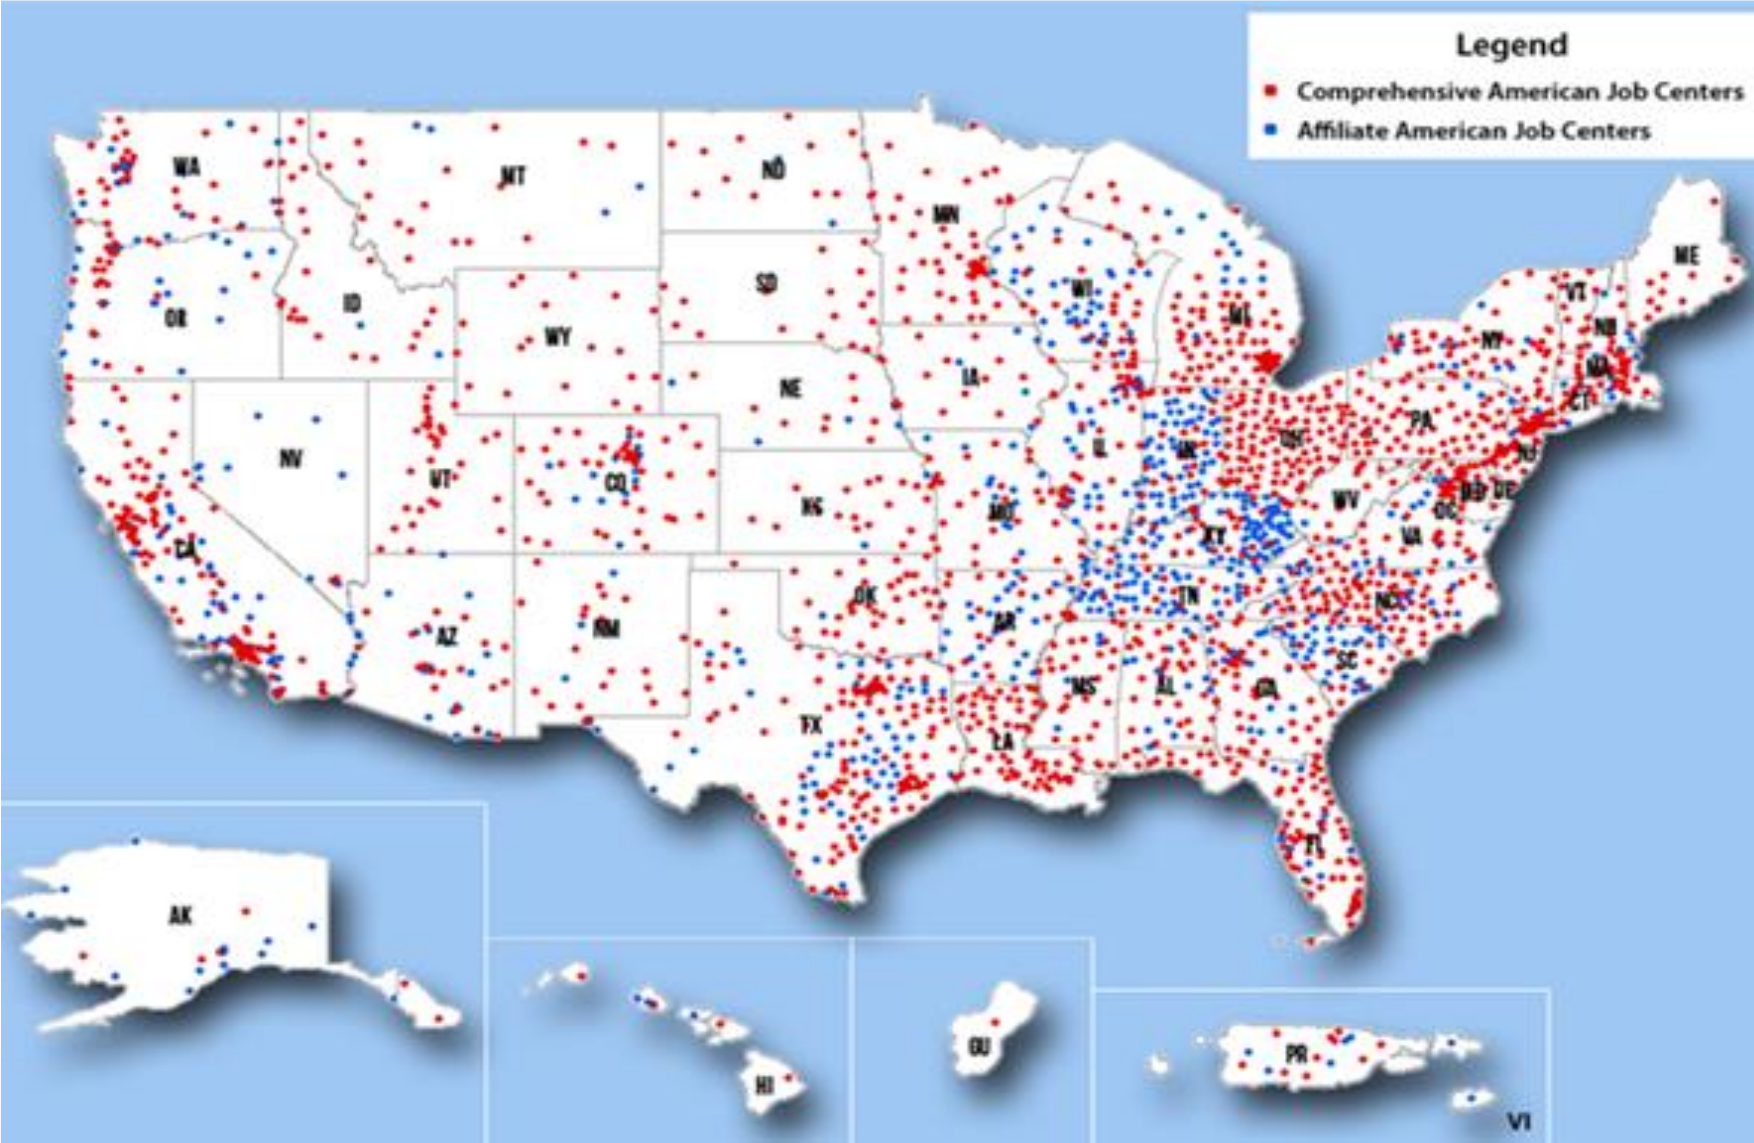 Legend
Comprehensive American Job Centers
Affiliate American Job Centers
WA
MT
ND
MN
ME
OR
ID
WY
SD
WI
MI
VT
NH
NY
MA
CT
NE
IA
PA
NV
UT
CO
IL
IN
OH
NJ
KS
MO
WV
MD
DE
DC
VA
KY
CA
AZ
NM
OK
AR
TN
NC
SC
TX
LA
MS
AL
GA
FL
AK
HI
GU
PR
VI